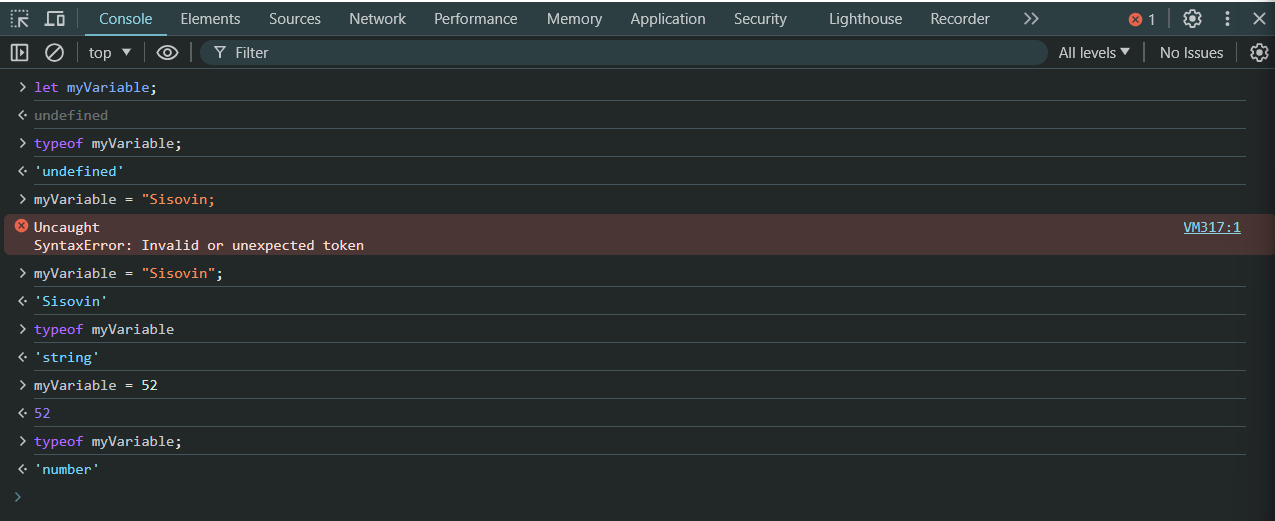 Console Elements Sources Network Performance Memory Application Security Lighthouse Recorder 1
top Filter All levels No Issues
let myVariable;
undefined
typeof myVariable;
'undefined'
myVariable = "Sisovin;
Uncaught VM317:1
SyntaxError: Invalid or unexpected token
myVariable = "Sisovin";
'Sisovin'
typeof myVariable
'string'
myVariable = 52
52
typeof myVariable;
'number'